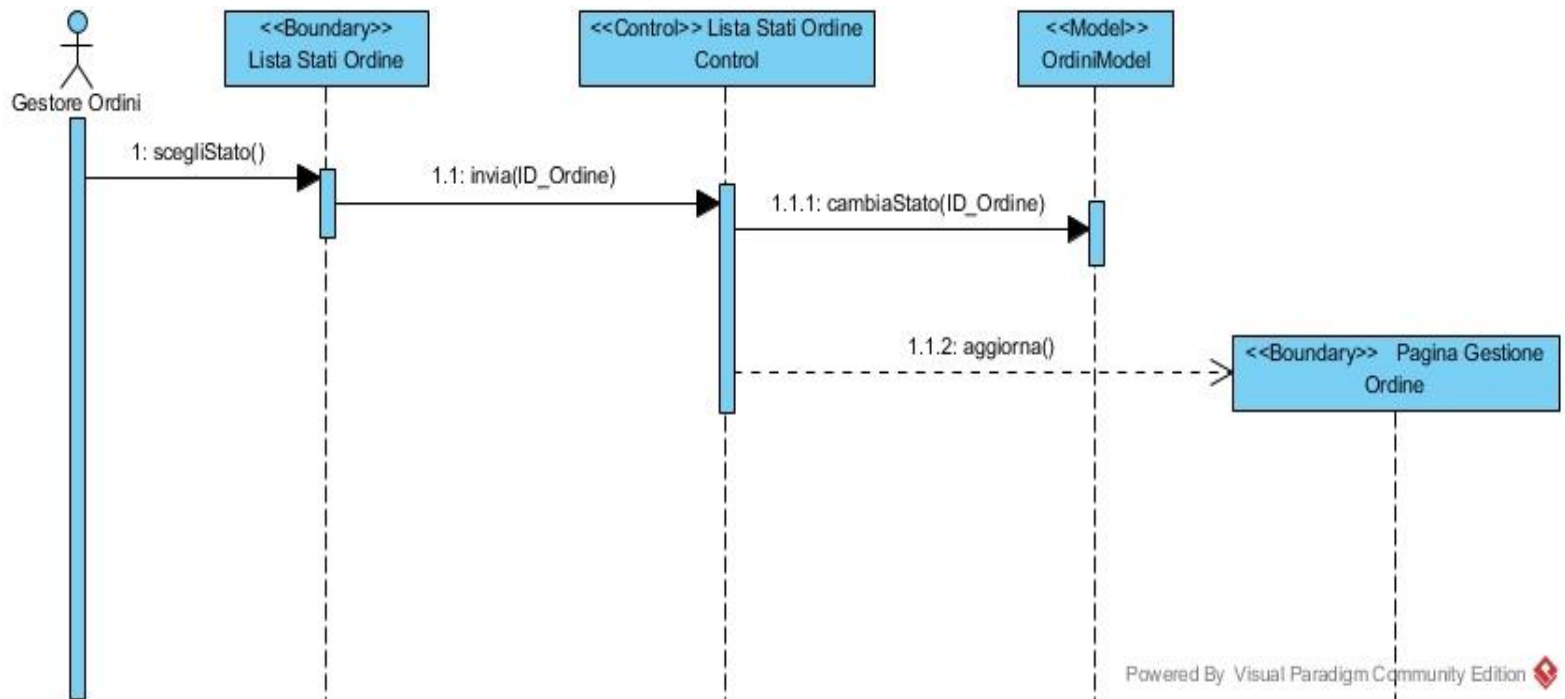 <<Boundary>>
Lista Stati Ordine
<<Control>> Lista Stati Ordine
Control
<<Model>>
OrdiniModel
Gestore Ordini
1: scegliStato()
1.1: invia(ID_Ordine)
1.1.1: cambiaStato(ID_Ordine)
1.1.2: aggiorna()
<<Boundary>> Pagina Gestione
Ordine
Powered By Visual Paradigm Community Edition